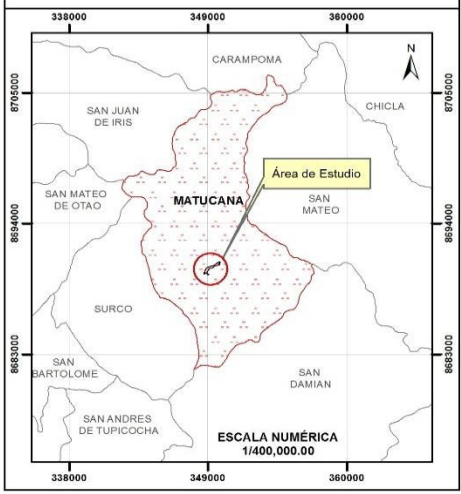 338000 349000 360000
N
CARAMPOMA
8705000 8705000
SAN JUAN
DE IRIS
CHICLA
Área de Estudio
SAN MATEO
DE OTAO
MATUCANA
SAN
MATEO
8694000 8694000
SURCO
8683000 8683000
SAN
BARTOLOME
SAN
DAMIAN
SAN ANDRES
DE TUPICOCHA
ESCALA NUMÉRICA
1/400,000.00
338000 349000 360000